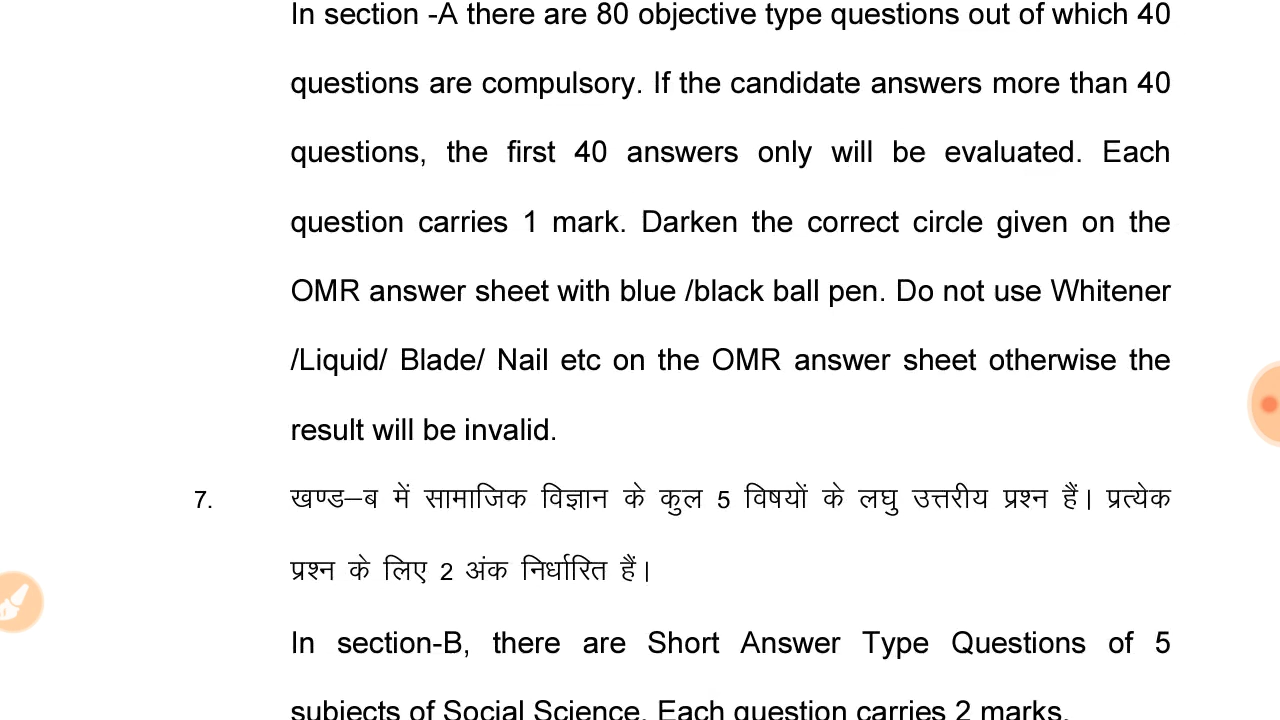 In section -A there are 80 objective type questions out of which 40
questions are compulsory. If the candidate answers more than 40
questions, the first 40 answers only will be evaluated. Each
question carries 1 mark. Darken the correct circle given on the
OMR answer sheet with blue /black ball pen. Do not use Whitener
/Liquid/ Blade/ Nail etc on the OMR answer sheet otherwise the
result will be invalid.
7. खण्ड–ब में सामाजिक विज्ञान के कुल 5 विषयों के लघु उत्तरीय प्रश्न हैं। प्रत्येक
प्रश्न के लिए 2 अंक निर्धारित हैं।
In section-B, there are Short Answer Type Questions of 5
subjects of Social Science. Each question carries 2 marks.